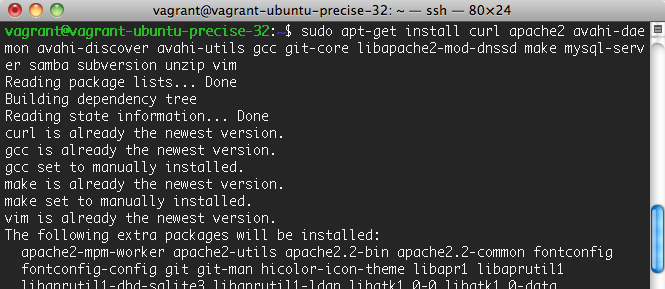 vagrant@vagrant-ubuntu-precise-32: ~ — ssh — 80×24
vagrant@vagrant-ubuntu-precise-32:~$ sudo apt-get install curl apache2 avahi-dae
mon avahi-discover avahi-utils gcc git-core libapache2-mod-dnssd make mysql-serv
er samba subversion unzip vim
Reading package lists... Done
Building dependency tree
Reading state information... Done
curl is already the newest version.
gcc is already the newest version.
gcc set to manually installed.
make is already the newest version.
make set to manually installed.
vim is already the newest version.
The following extra packages will be installed:
apache2-mpm-worker apache2-utils apache2.2-bin apache2.2-common fontconfig
fontconfig-config git git-man hicolor-icon-theme libapr1 libaprutil1
libaprutil1-dbd-sqlite3 libaprutil1-ldap libatk1.0-0 libatk1.0-data